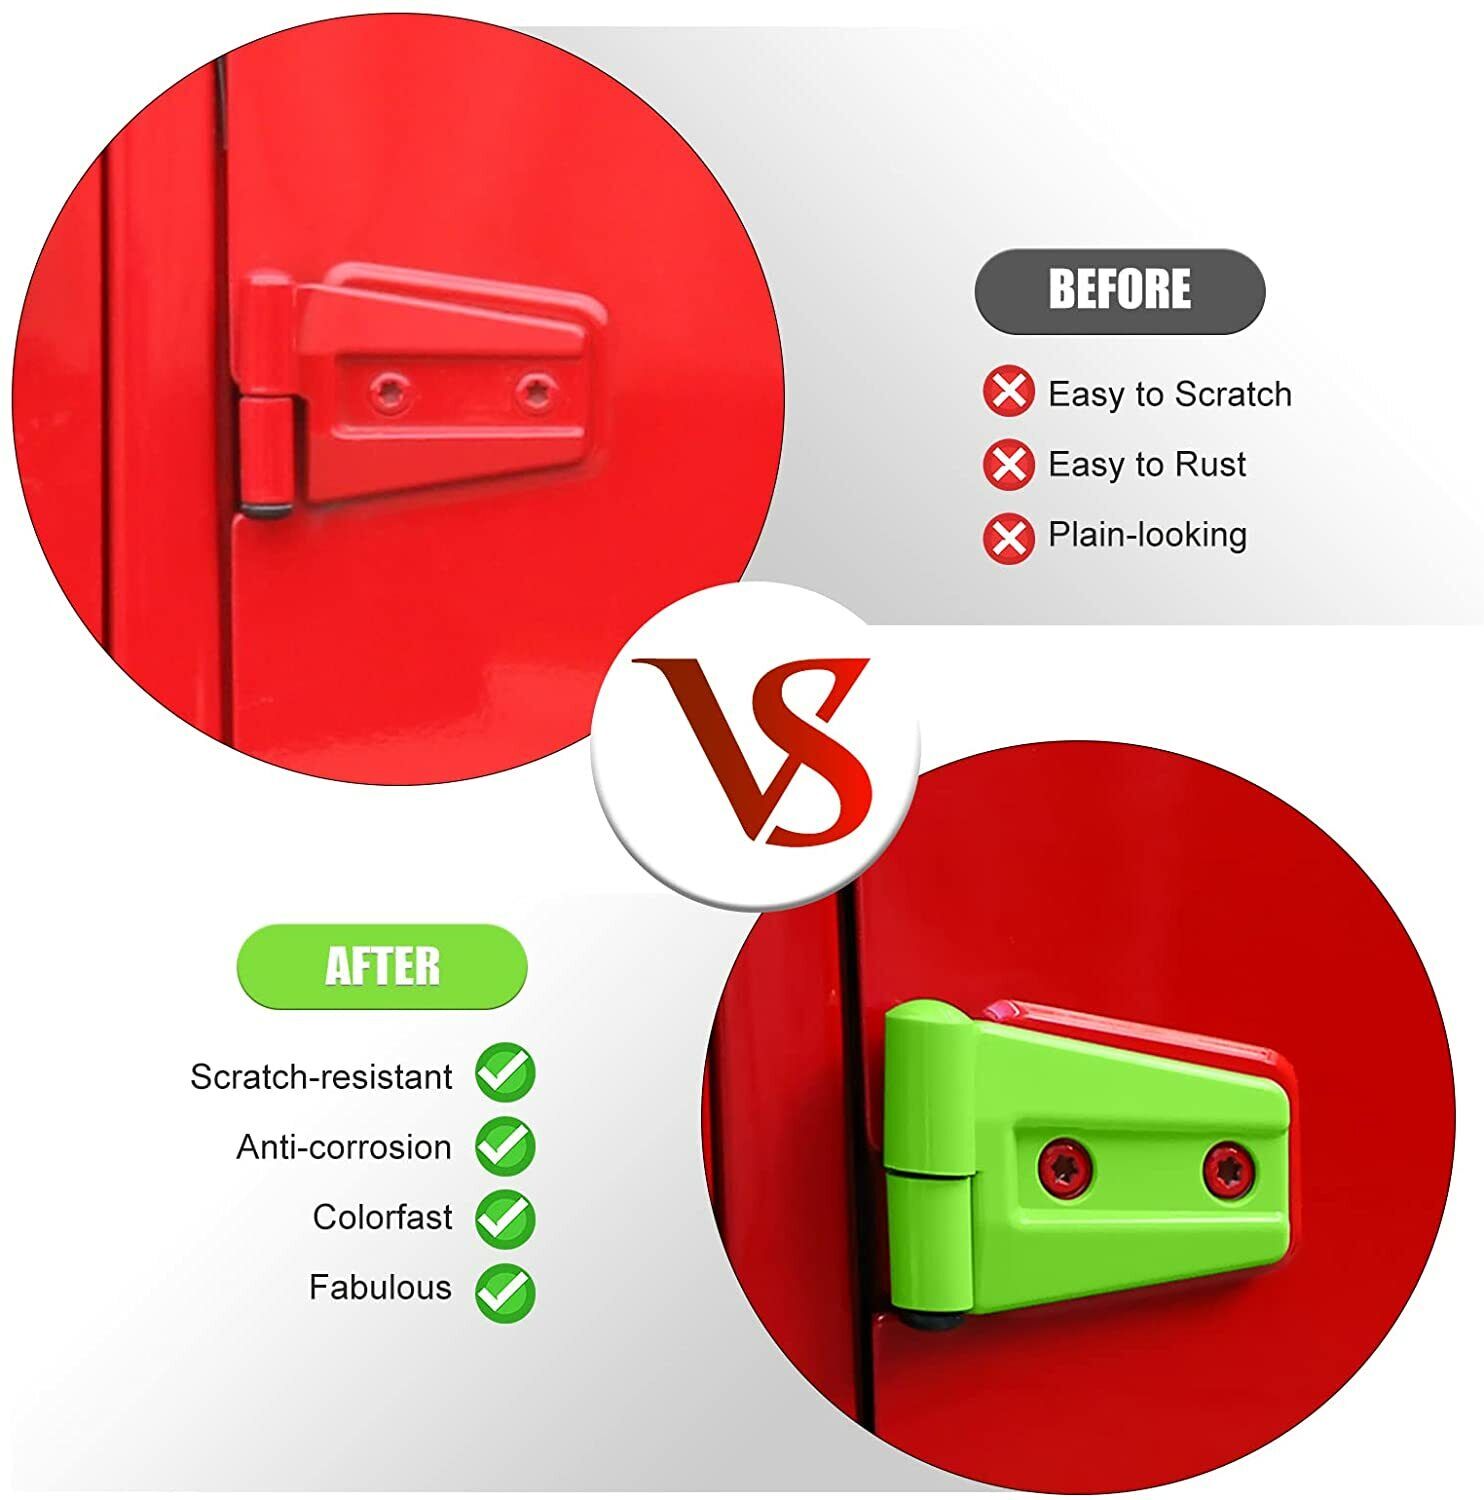 BEFORE
Easy to Scratch
Easy to Rust
Plain-looking
VS
AFTER
Scratch-resistant
Anti-corrosion
Colorfast
Fabulous